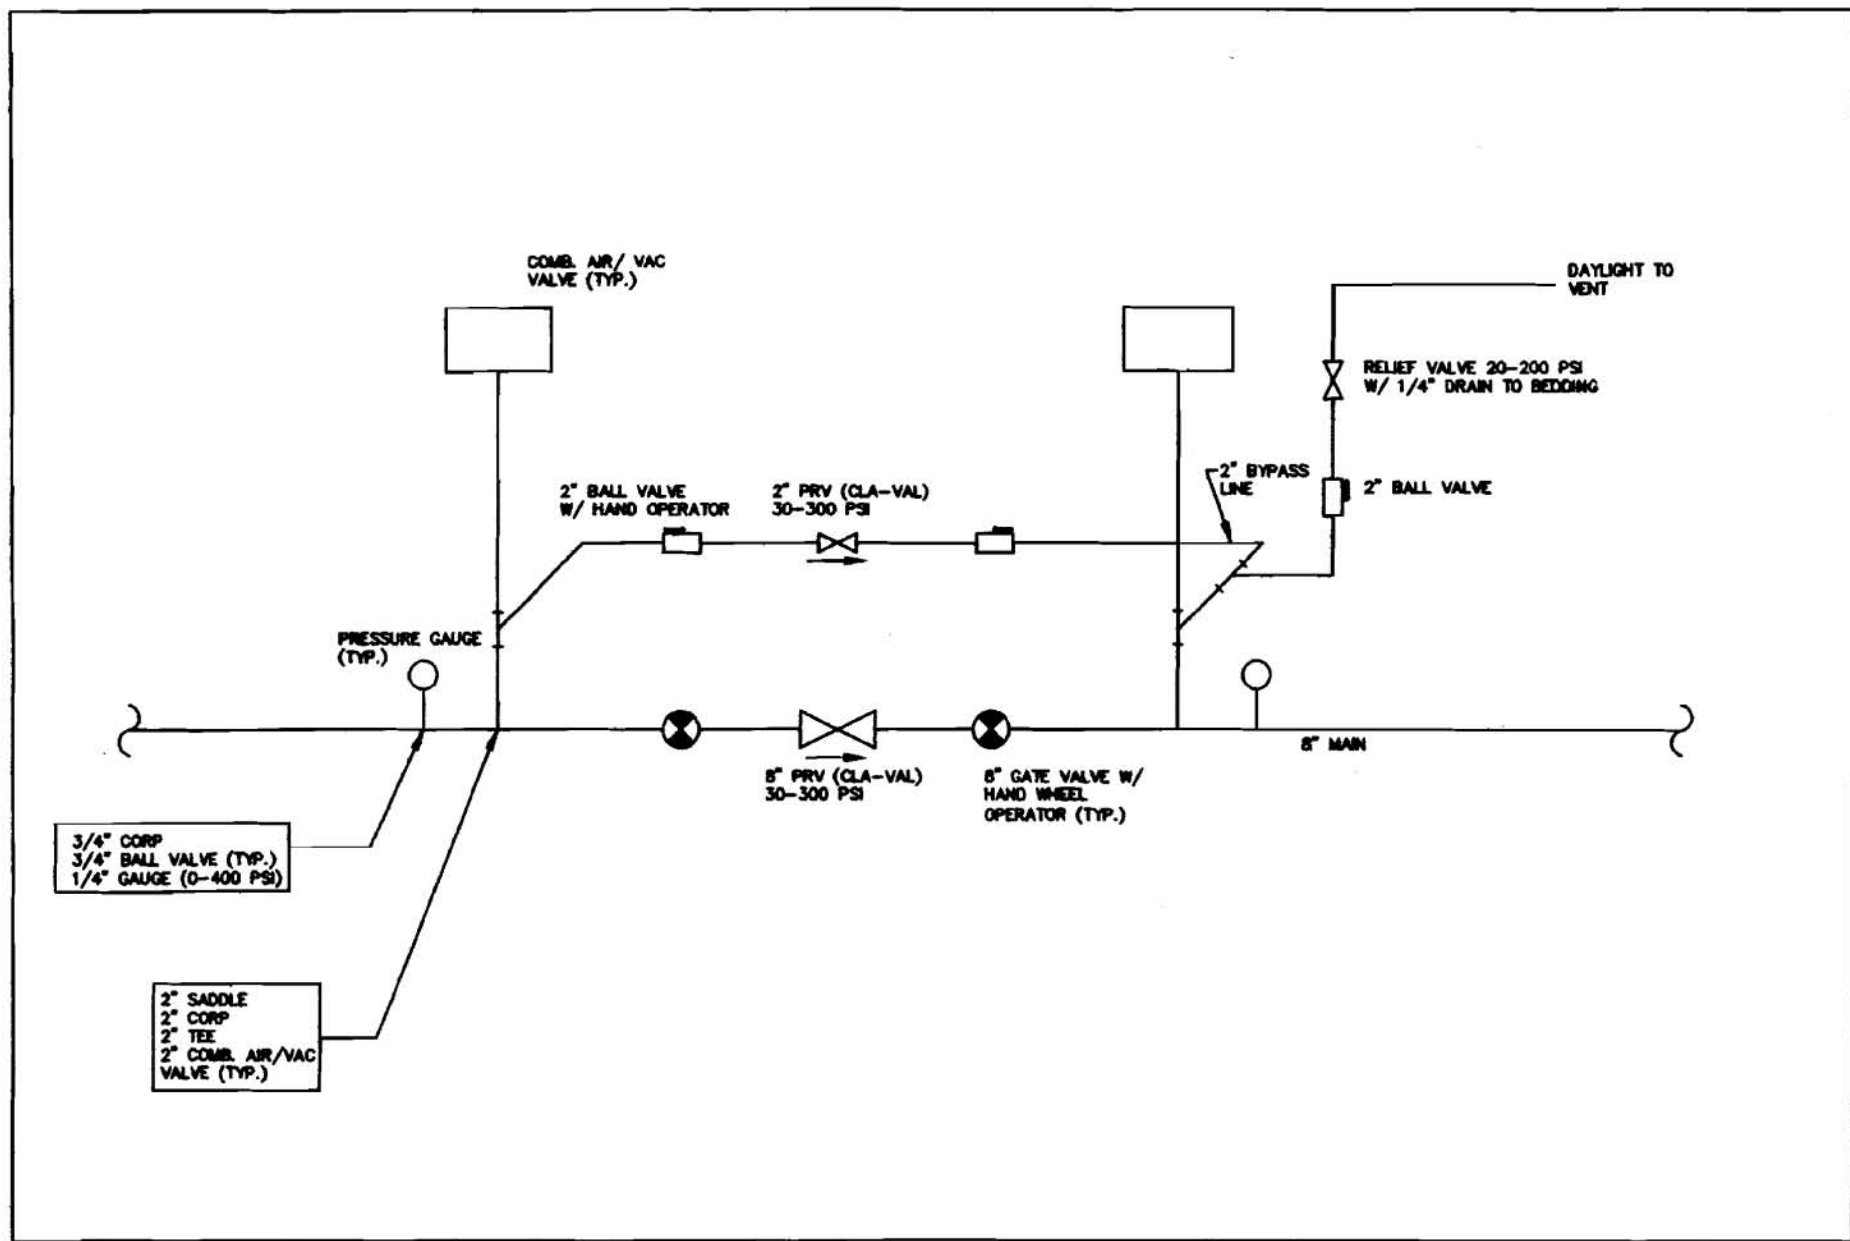 COMB. AIR/ VAC
VALVE (TYP.)
DAYLIGHT TO
VENT
RELIEF VALVE 20-200 PSI
W/ 1/4" DRAIN TO BEDDING
2" BALL VALVE
W/ HAND OPERATOR
2" PRV (CLA-VAL)
30-300 PSI
2" BYPASS
LINE
2" BALL VALVE
PRESSURE GAUGE
(TYP.)
8" MAIN
8" PRV (CLA-VAL)
30-300 PSI
8" GATE VALVE W/
HAND WHEEL
OPERATOR (TYP.)
3/4" CORP
3/4" BALL VALVE (TYP.)
1/4" GAUGE (0-400 PSI)
2" SADDLE
2" CORP
2" TEE
2" COMB. AIR/VAC
VALVE (TYP.)